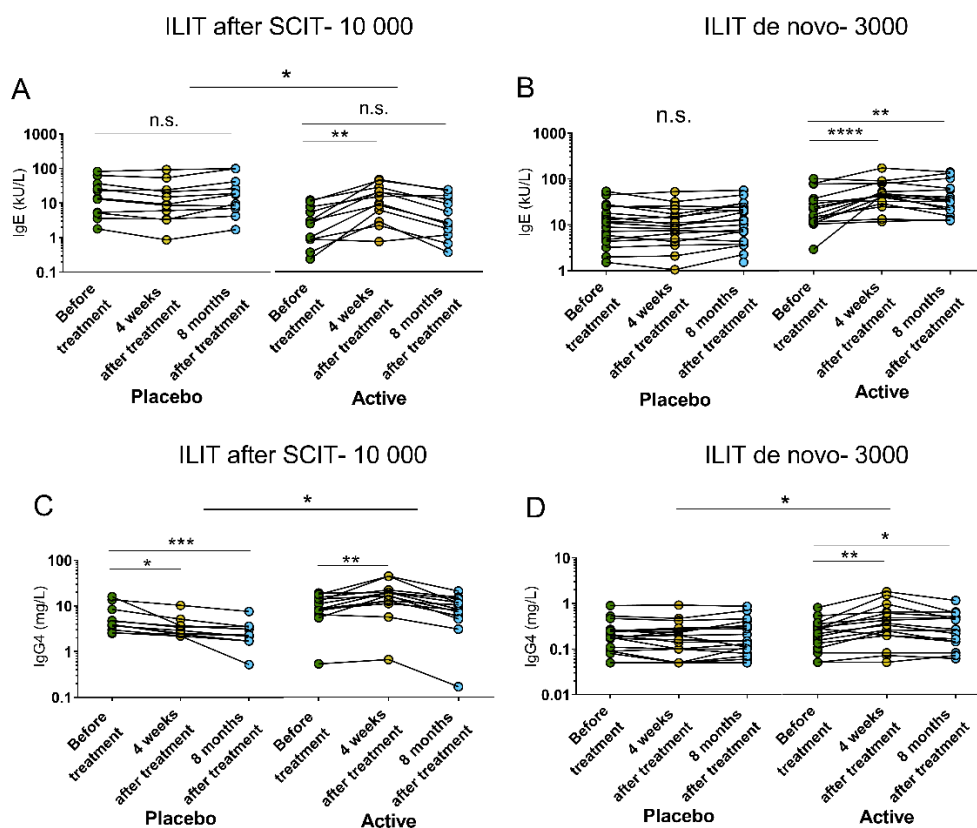 ILIT after SCIT- 10 000
ILIT de novo- 3000
A
*
n.s.
n.s.
**
IgE (kU/L)
1000
100
10
1
0.1
Before
treatment
4 weeks
after treatment
8 months
after treatment
Placebo
Before
treatment
4 weeks
after treatment
8 months
after treatment
Active
B
n.s.
**
****
IgE (kU/L)
1000
100
10
1
Before
treatment
4 weeks
after treatment
8 months
after treatment
Placebo
Before
treatment
4 weeks
after treatment
8 months
after treatment
Active
ILIT after SCIT- 10 000
ILIT de novo- 3000
C
*
***
*
**
IgG4 (mg/L)
100
10
1
0.1
Before
treatment
4 weeks
after treatment
8 months
after treatment
Placebo
Before
treatment
4 weeks
after treatment
8 months
after treatment
Active
D
*
*
**
IgG4 (mg/L)
10
1
0.1
0.01
Before
treatment
4 weeks
after treatment
8 months
after treatment
Placebo
Before
treatment
4 weeks
after treatment
8 months
after treatment
Active